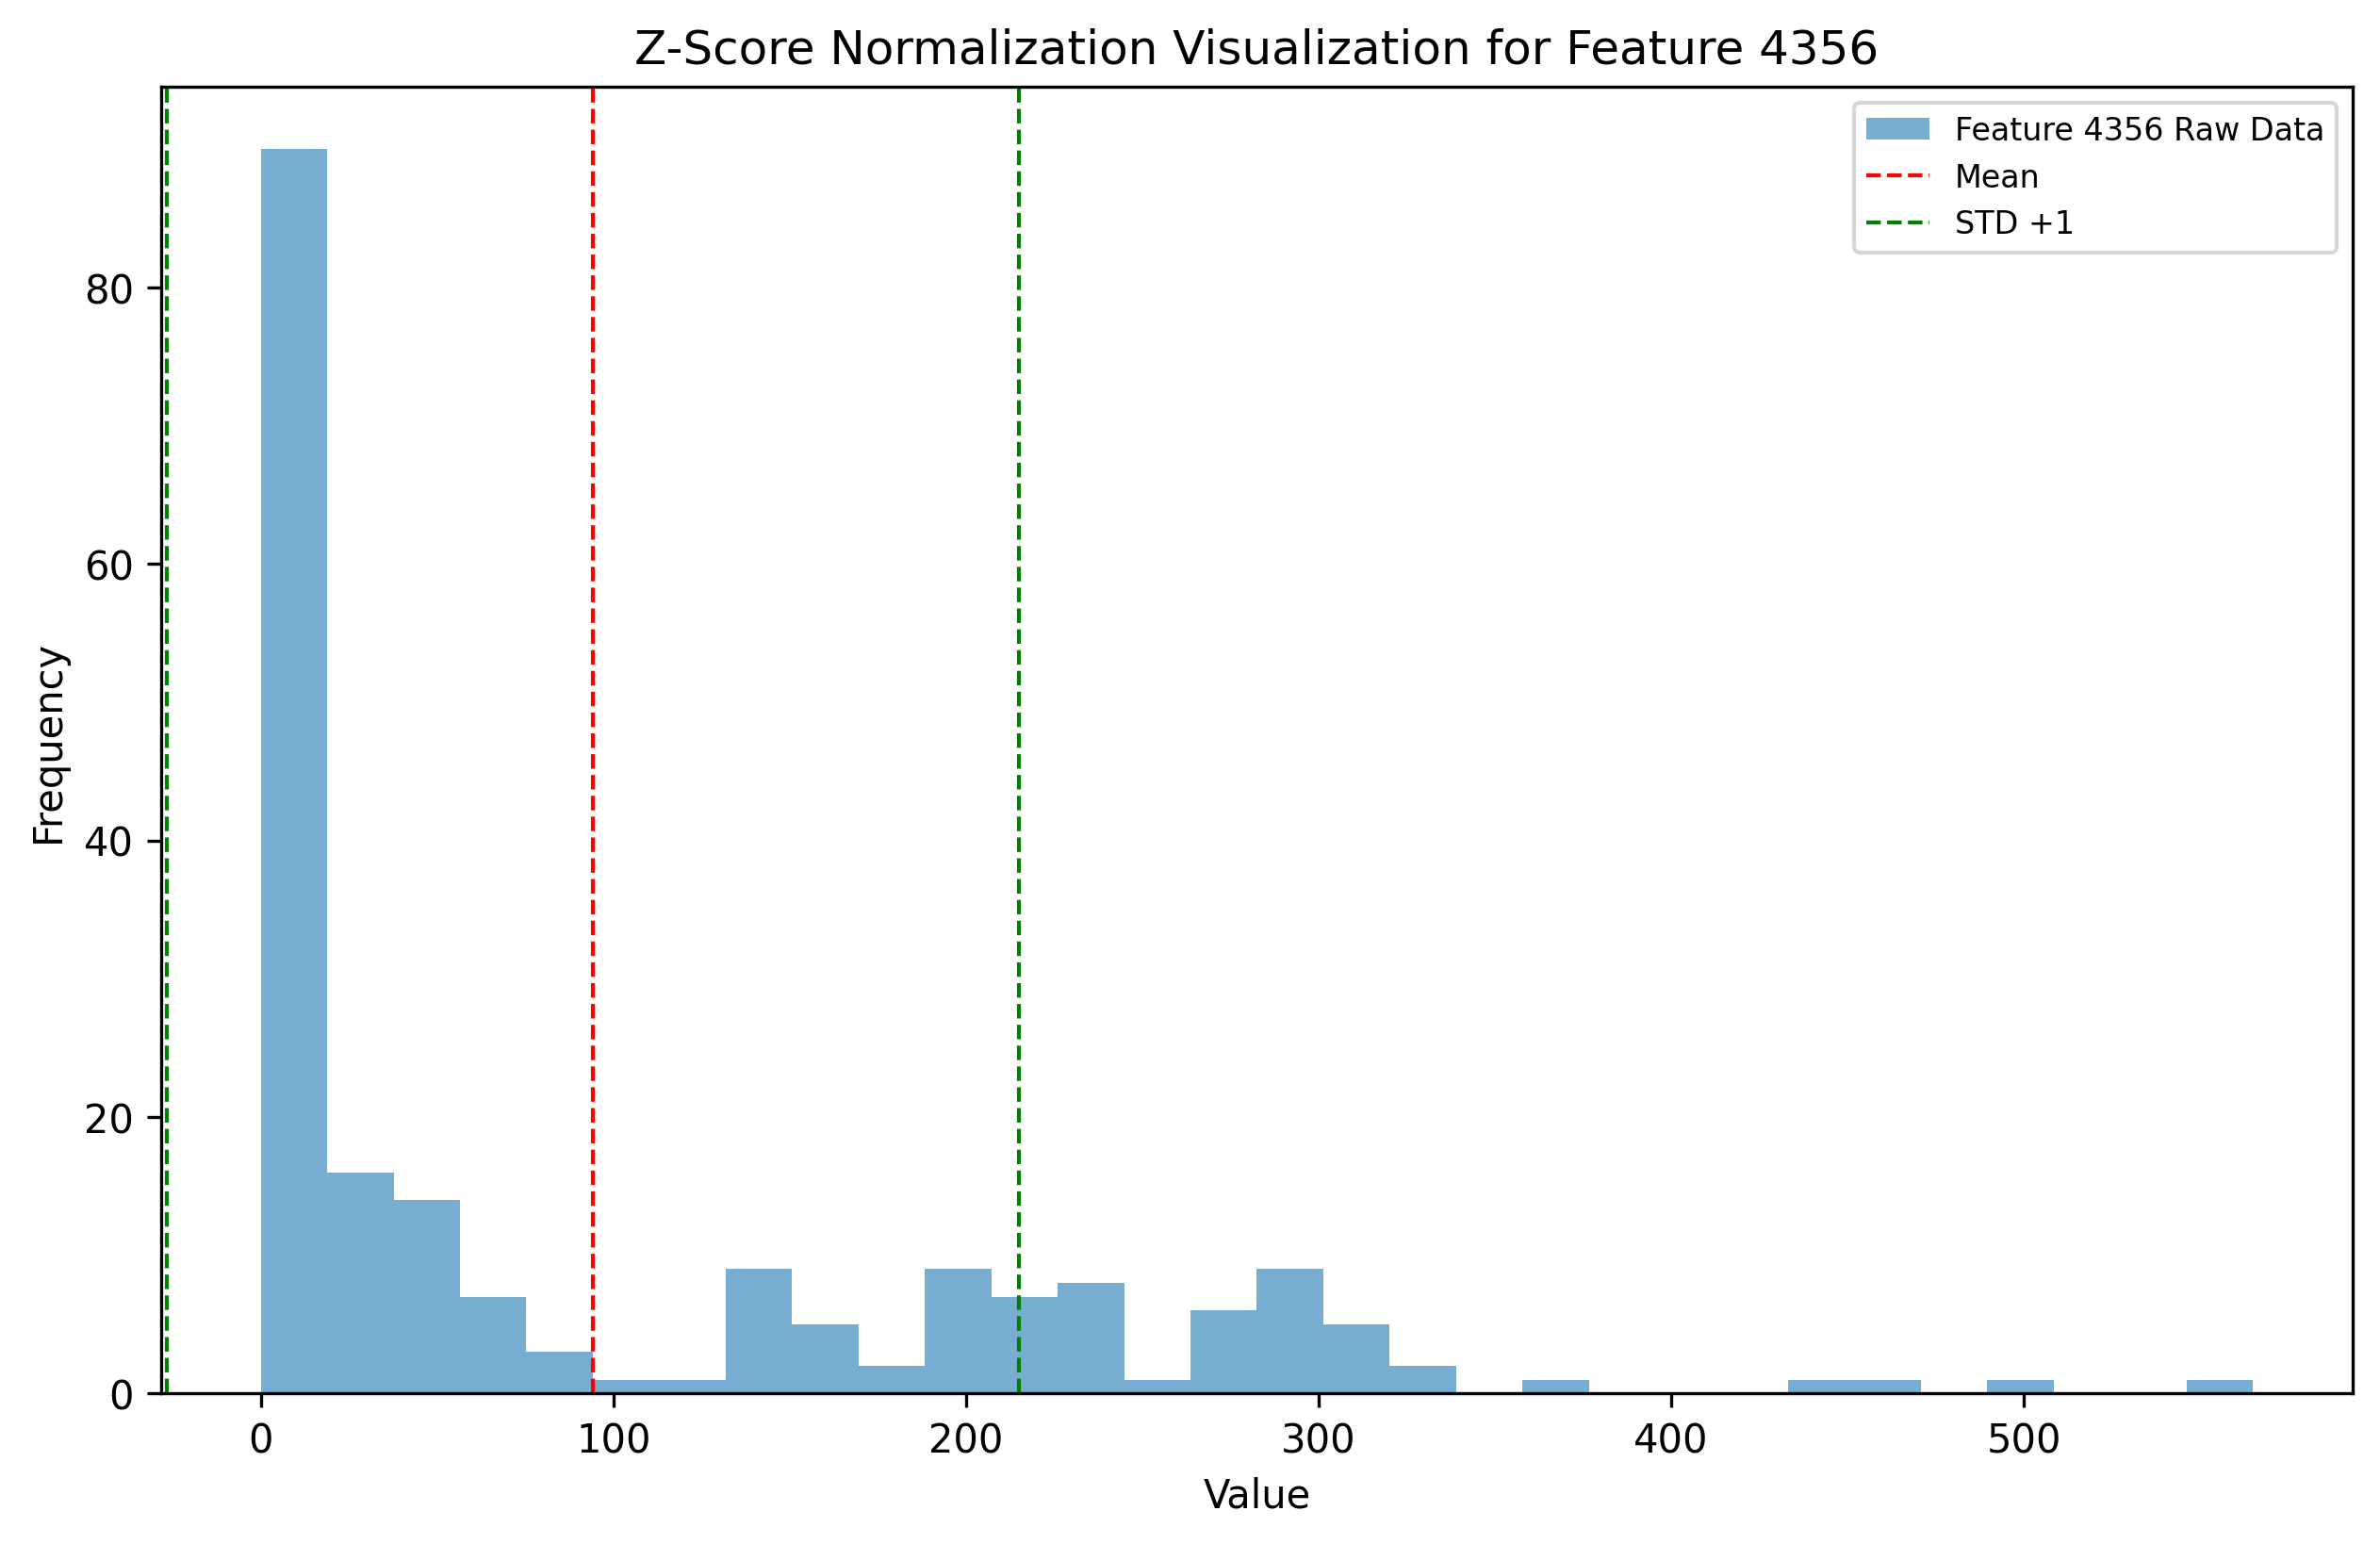 Z-Score Normalization Visualization for Feature 4356
Feature 4356 Raw Data
Mean
STD +1
Frequency
80
60
40
20
0
0 100 200 300 400 500
Value